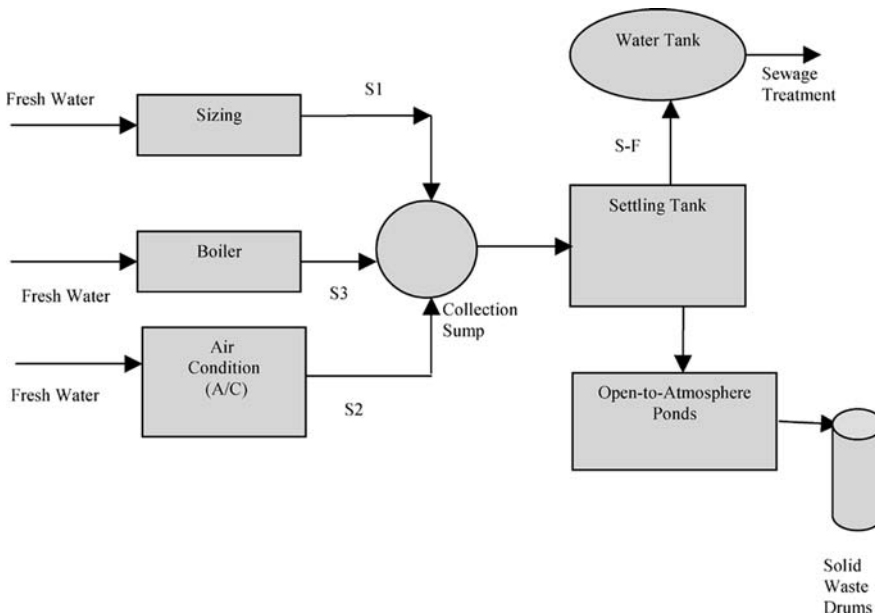 Water Tank
Sewage
Treatment
Fresh Water
S1
Sizing
S-F
Settling Tank
Boiler
Fresh Water
S3
Collection
Sump
Air
Condition
(A/C)
Fresh Water
S2
Open-to-Atmosphere
Ponds
Solid
Waste
Drums